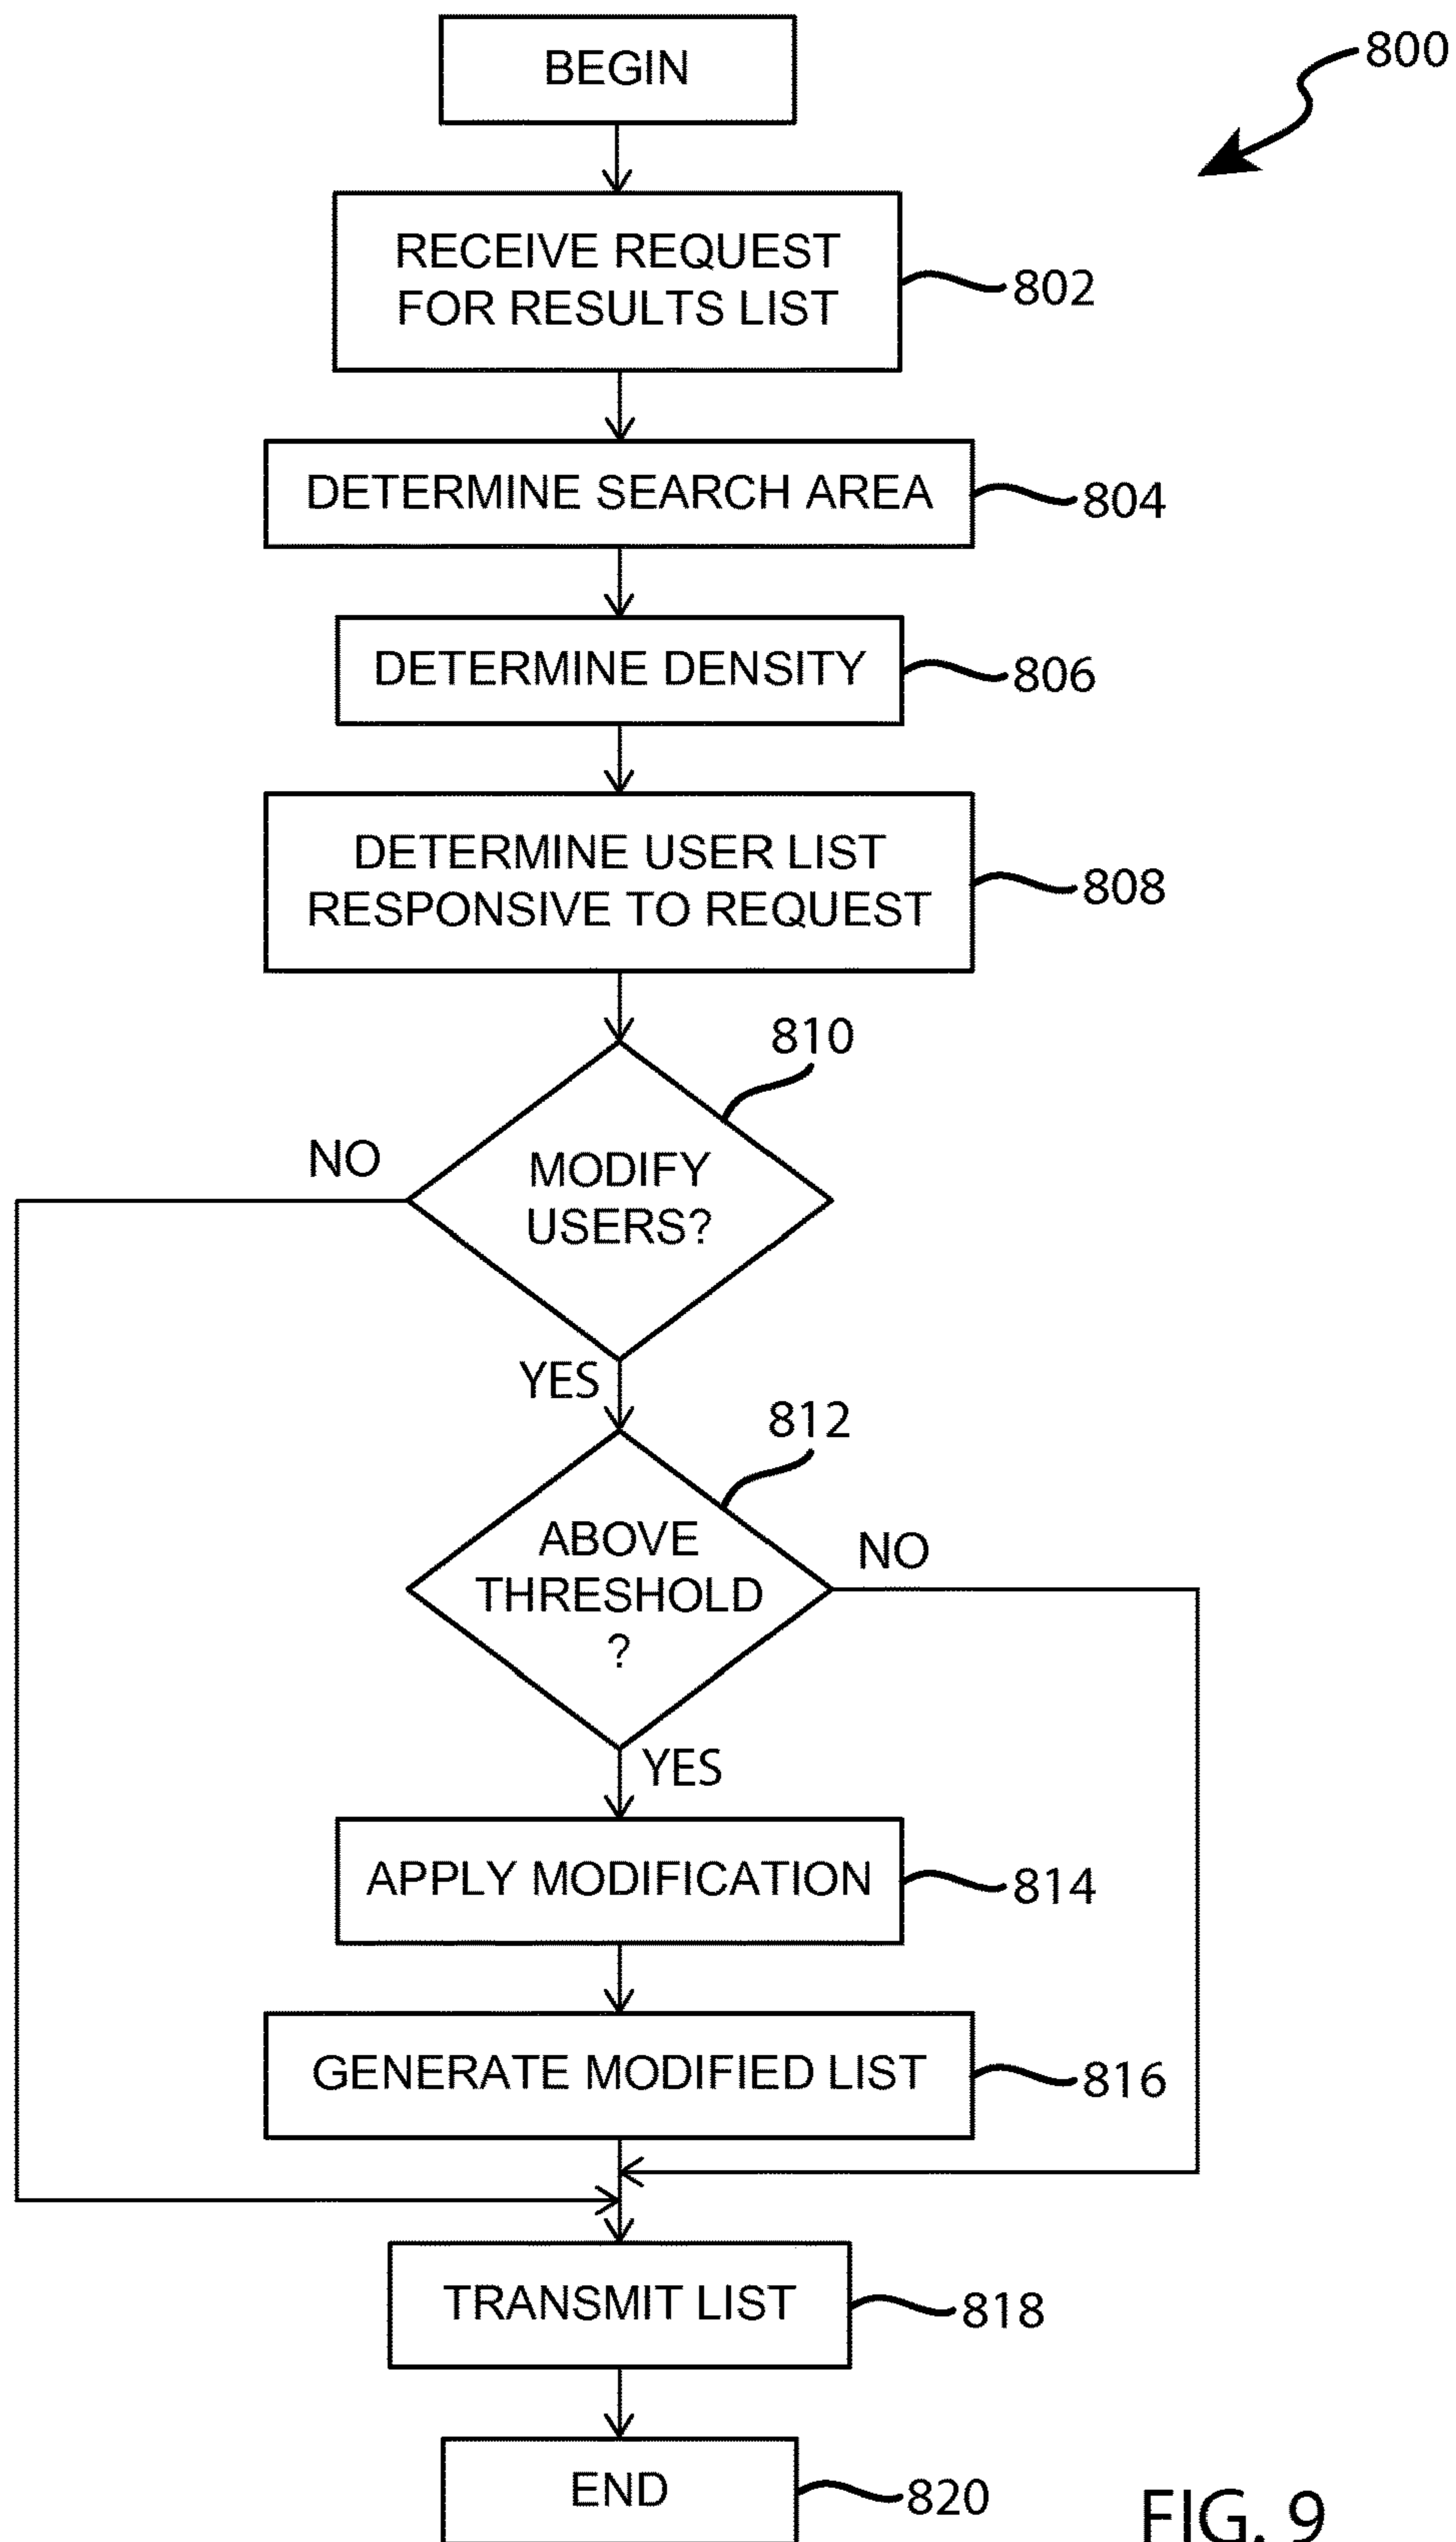 BEGIN
800
RECEIVE REQUEST
FOR RESULTS LIST
802
DETERMINE SEARCH AREA
804
DETERMINE DENSITY
806
DETERMINE USER LIST
RESPONSIVE TO REQUEST
808
810
NO
MODIFY
USERS?
YES
812
ABOVE
THRESHOLD
?
NO
YES
APPLY MODIFICATION
814
GENERATE MODIFIED LIST
816
TRANSMIT LIST
818
END
820
FIG. 9